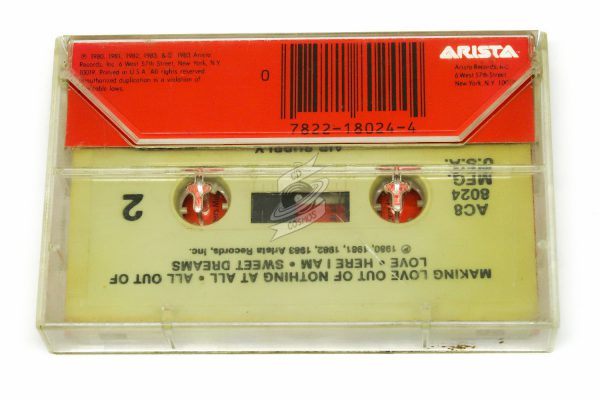 ℗ 1980, 1981, 1982, 1983, & © 1983 Arista
Records, Inc. 6 West 57th Street, New York, N.Y.
10019. Printed in U.S.A. All rights reserved.
Unauthorized duplication is a violation of
applicable laws.
0
7822-18024-4
ARISTA
Arista Records, Inc.
6 West 57th Street
New York, N.Y. 100
AIR SUPPLY
AC8
8024
MFG.
U.S.A.
2
CD
COSMOS
MAKING LOVE OUT OF NOTHING AT ALL • ALL OUT OF
LOVE • HERE I AM • SWEET DREAMS
℗ 1980, 1981, 1982, 1983 Arista Records, Inc.